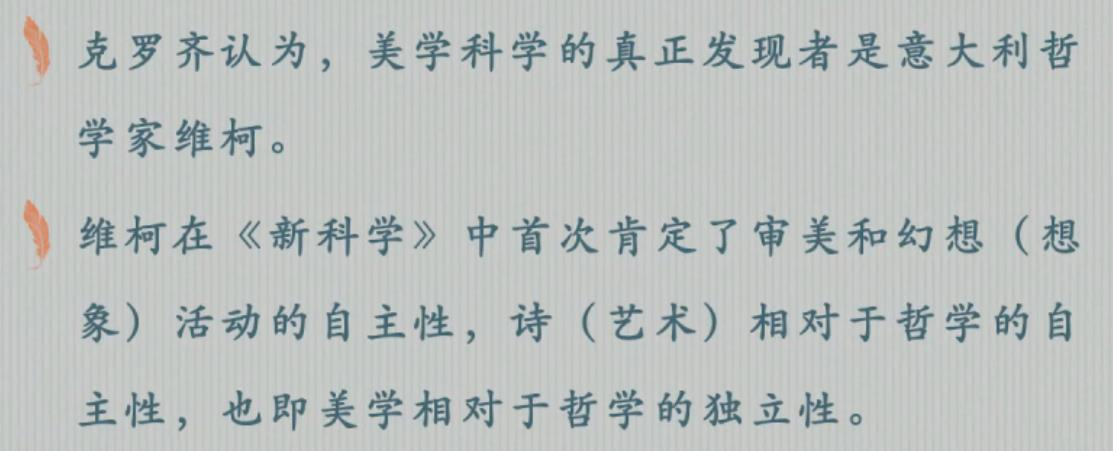 克罗齐认为，美学科学的真正发现者是意大利哲
学家维柯。
维柯在《新科学》中首次肯定了审美和幻想（想
象）活动的自主性，诗（艺术）相对于哲学的自
主性，也即美学相对于哲学的独立性。